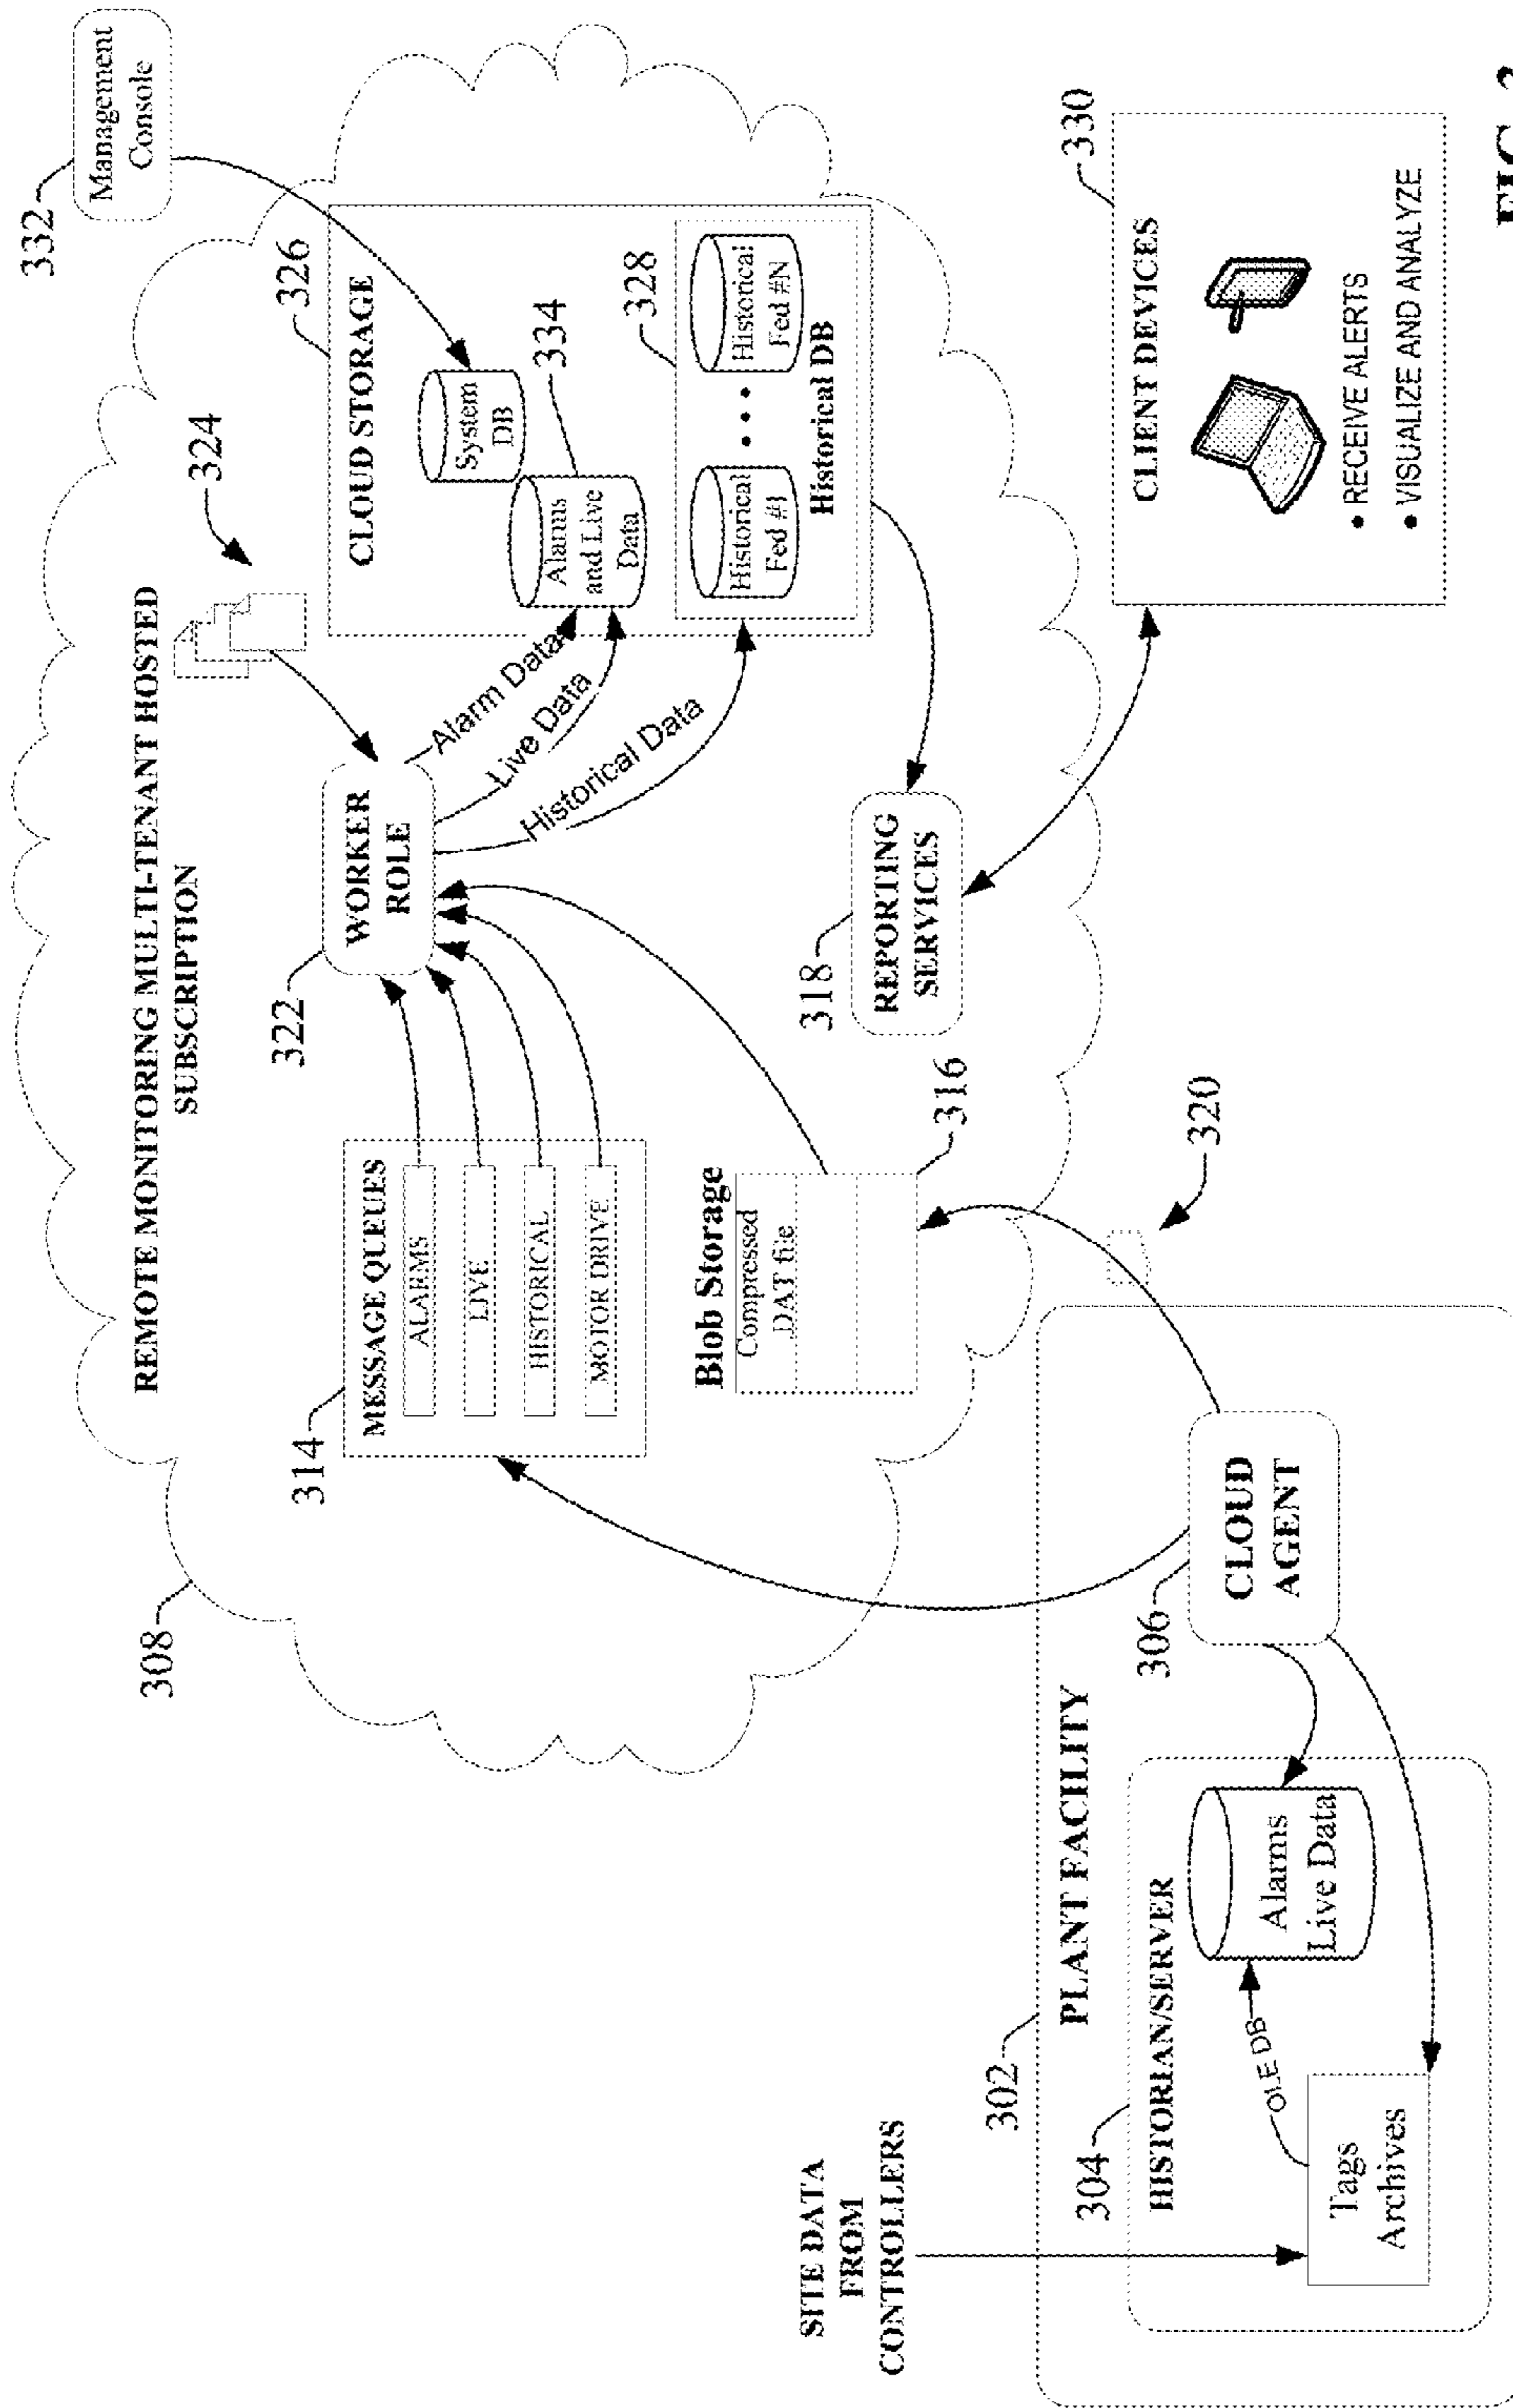 REMOTE MONITORING MULTI-TENANT HOSTED
SUBSCRIPTION
308
332
Management
Console
324
314
MESSAGE QUEUES
ALARMS
LIVE
HISTORICAL
MOTOR DRIVE
322
WORKER
ROLE
Alarm Data
Live Data
Historical Data
326
CLOUD STORAGE
System
DB
334
Alarms
and Live
Data
328
Historical
Fed #1
Historical
Fed #N
Historical DB
Blob Storage
Compressed
DAT file
316
318
REPORTING
SERVICES
320
330
CLIENT DEVICES
• RECEIVE ALERTS
• VISUALIZE AND ANALYZE
SITE DATA
FROM
CONTROLLERS
302
PLANT FACILITY
304
HISTORIAN/SERVER
Tags
Archives
OLE DB
Alarms
Live Data
306
CLOUD
AGENT